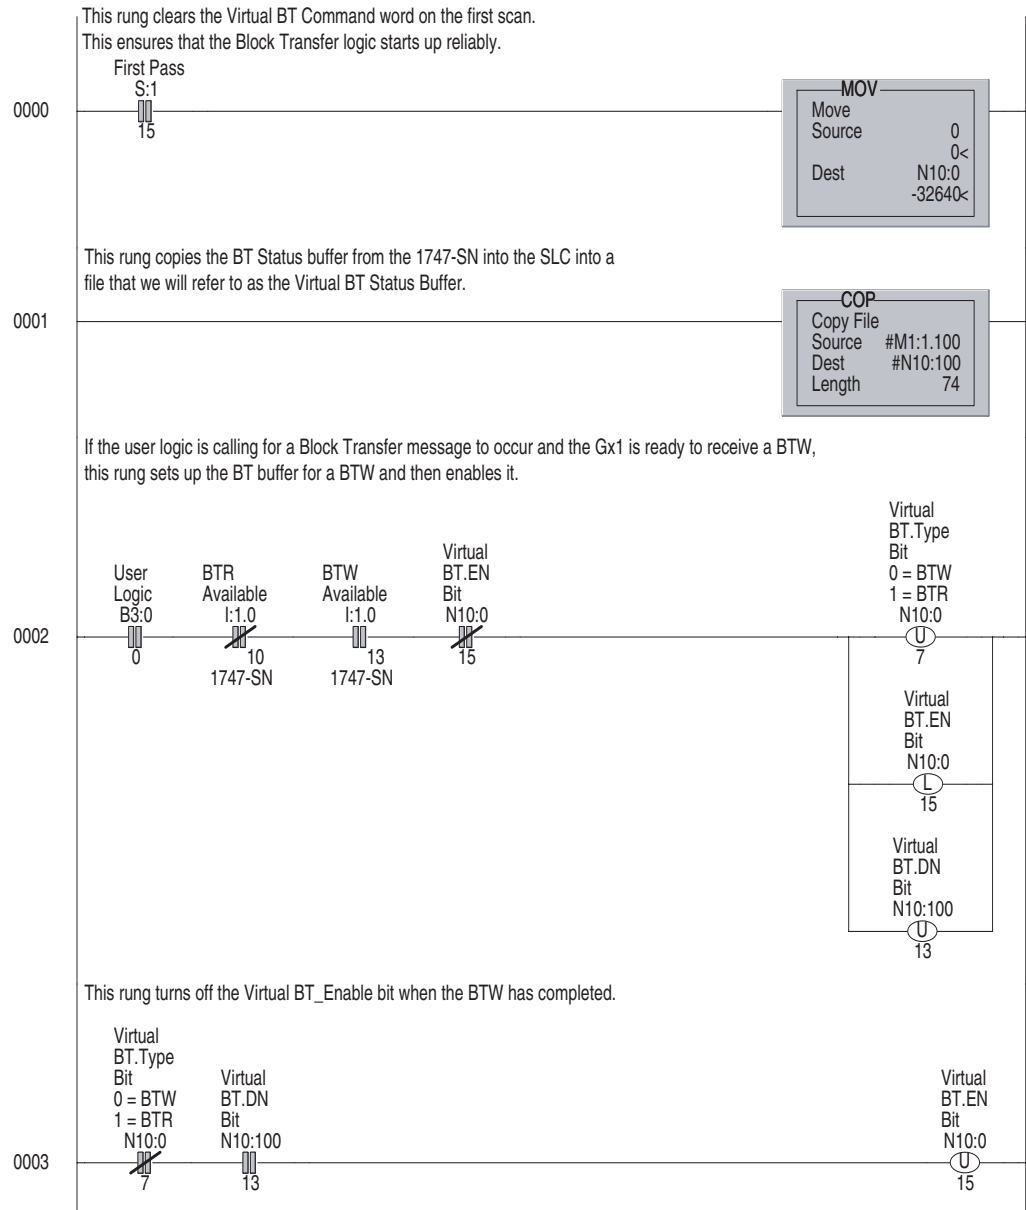 This rung clears the Virtual BT Command word on the first scan.
This ensures that the Block Transfer logic starts up reliably.
First Pass
S:1
0000
15
MOV
Move
Source 0
0<
Dest N10:0
-32640<
This rung copies the BT Status buffer from the 1747-SN into the SLC into a
file that we will refer to as the Virtual BT Status Buffer.
0001
COP
Copy File
Source #M1:1.100
Dest #N10:100
Length 74
If the user logic is calling for a Block Transfer message to occur and the Gx1 is ready to receive a BTW,
this rung sets up the BT buffer for a BTW and then enables it.
0002
User
Logic
B3:0
0
BTR
Available
I:1.0
10
1747-SN
BTW
Available
I:1.0
13
1747-SN
Virtual
BT.EN
Bit
N10:0
15
Virtual
BT.Type
Bit
0 = BTW
1 = BTR
N10:0
U
7
Virtual
BT.EN
Bit
N10:0
L
15
Virtual
BT.DN
Bit
N10:100
U
13
This rung turns off the Virtual BT_Enable bit when the BTW has completed.
0003
Virtual
BT.Type
Bit
0 = BTW
1 = BTR
N10:0
7
Virtual
BT.DN
Bit
N10:100
13
Virtual
BT.EN
Bit
N10:0
U
15